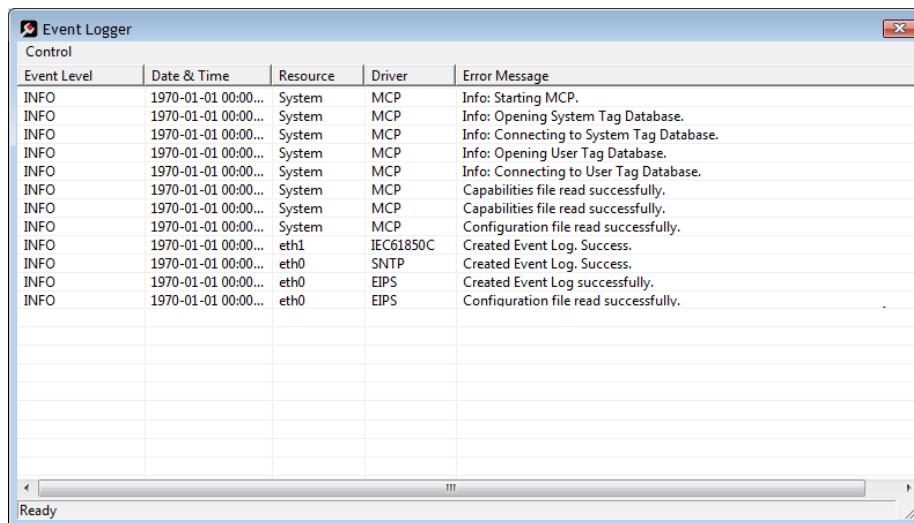 Event Logger
Control
Event Level Date & Time Resource Driver Error Message
INFO 1970-01-01 00:00... System MCP Info: Starting MCP.
INFO 1970-01-01 00:00... System MCP Info: Opening System Tag Database.
INFO 1970-01-01 00:00... System MCP Info: Connecting to System Tag Database.
INFO 1970-01-01 00:00... System MCP Info: Opening User Tag Database.
INFO 1970-01-01 00:00... System MCP Info: Connecting to User Tag Database.
INFO 1970-01-01 00:00... System MCP Capabilities file read successfully.
INFO 1970-01-01 00:00... System MCP Capabilities file read successfully.
INFO 1970-01-01 00:00... System MCP Configuration file read successfully.
INFO 1970-01-01 00:00... eth1 IEC61850C Created Event Log. Success.
INFO 1970-01-01 00:00... eth0 SNTP Created Event Log. Success.
INFO 1970-01-01 00:00... eth0 EIPS Created Event Log successfully.
INFO 1970-01-01 00:00... eth0 EIPS Configuration file read successfully.
Ready